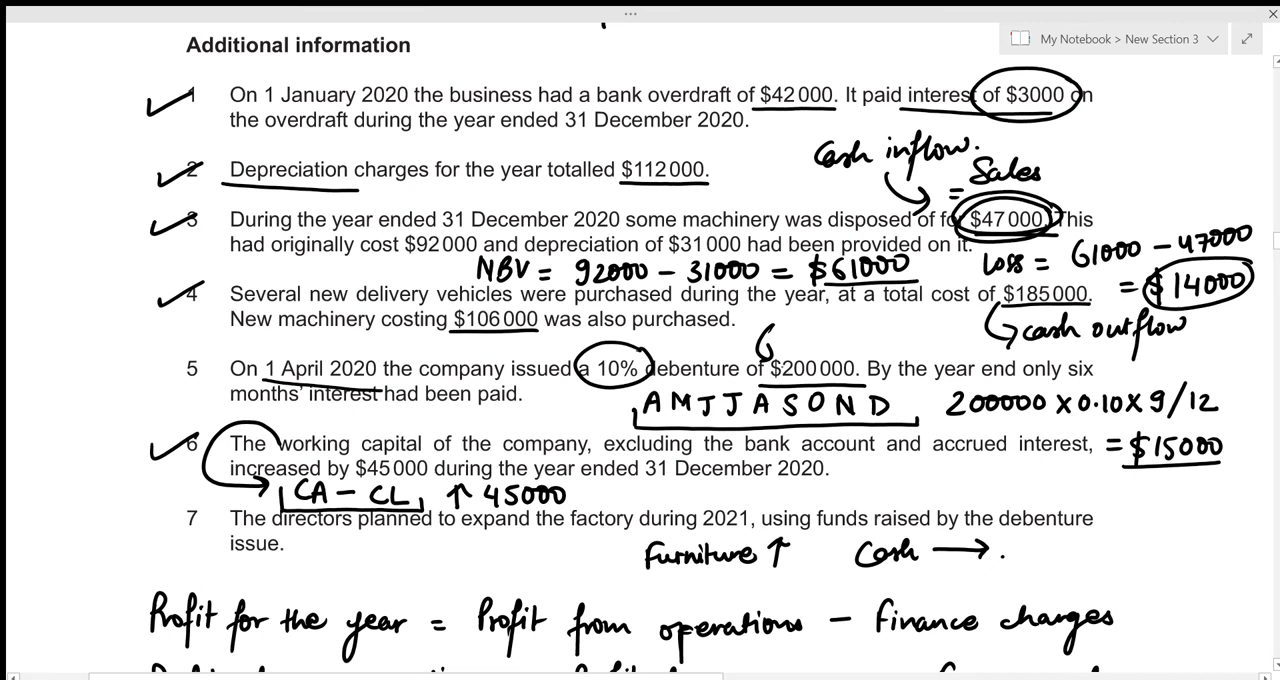 My Notebook > New Section 3
Additional information
1 On 1 January 2020 the business had a bank overdraft of $42 000. It paid interest of $3000 on
the overdraft during the year ended 31 December 2020.
Cash inflow.
2 Depreciation charges for the year totalled $112 000.
= Sales
3 During the year ended 31 December 2020 some machinery was disposed of for $47 000. This
had originally cost $92 000 and depreciation of $31 000 had been provided on it.
NBV = 92000 - 31000 = $61000
Loss = 61000 - 47000
= $14000
4 Several new delivery vehicles were purchased during the year, at a total cost of $185 000.
New machinery costing $106 000 was also purchased.
cash outflow
5 On 1 April 2020 the company issued a 10% debenture of $200 000. By the year end only six
months' interest had been paid.
A M J J A S O N D 200000 x 0.10 x 9/12
= $15000
6 The working capital of the company, excluding the bank account and accrued interest,
increased by $45 000 during the year ended 31 December 2020.
CA - CL ↑ 45000
7 The directors planned to expand the factory during 2021, using funds raised by the debenture
issue.
Furniture ↑ Cash → .
Profit for the year = Profit from operations - finance charges